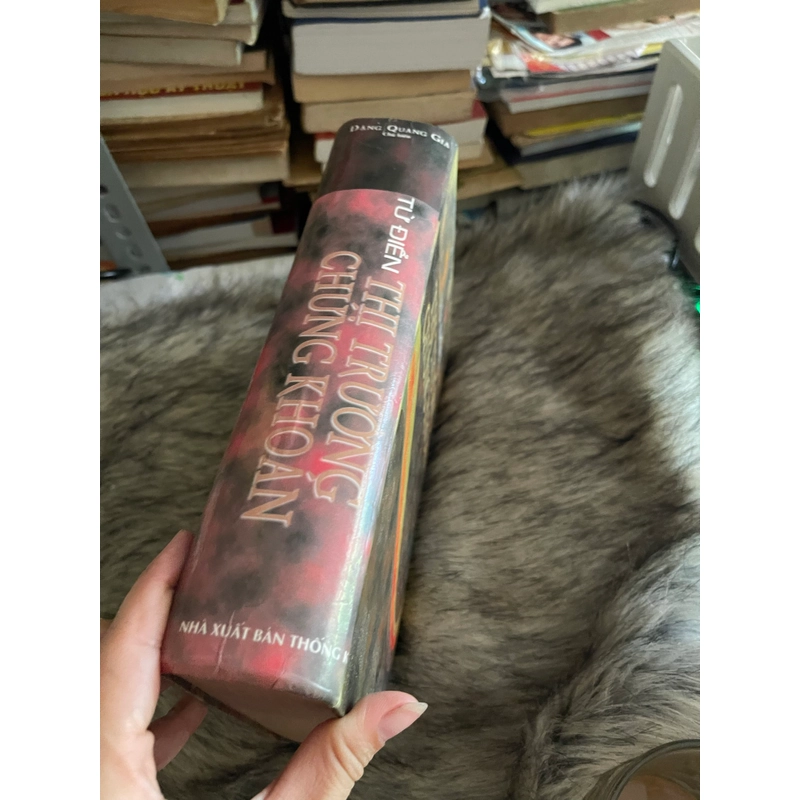 ĐẶNG QUANG GIA
TỪ ĐIỂN
THỊ TRƯỜNG
CHỨNG KHOÁN
NHÀ XUẤT BẢN THỐNG K